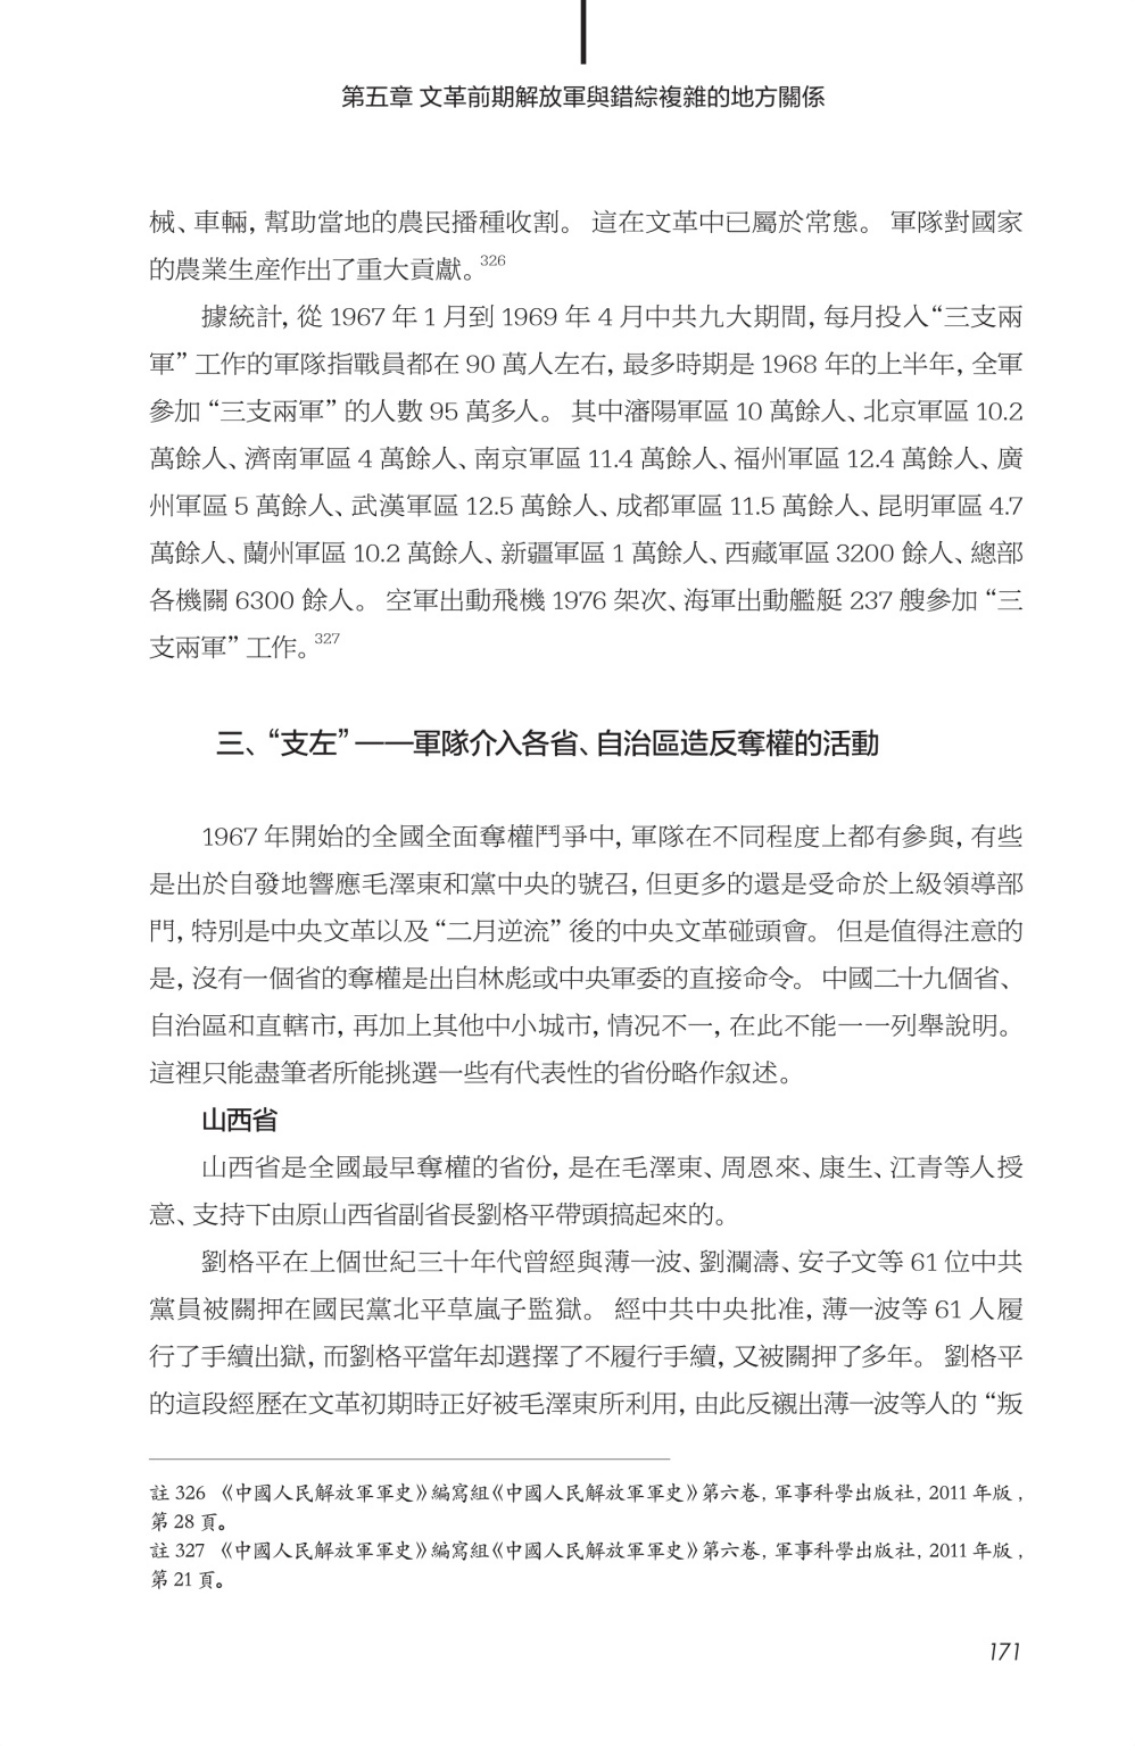 第五章 文革前期解放軍與錯綜複雜的地方關係
械、車輛, 幫助當地的農民播種收割。 這在文革中已屬於常態。 軍隊對國家
的農業生産作出了重大貢獻。326
據統計, 從 1967 年 1 月到 1969 年 4 月中共九大期間, 每月投入“三支兩
軍” 工作的軍隊指戰員都在 90 萬人左右, 最多時期是 1968 年的上半年, 全軍
參加 “三支兩軍” 的人數 95 萬多人。 其中瀋陽軍區 10 萬餘人、北京軍區 10.2
萬餘人、濟南軍區 4 萬餘人、南京軍區 11.4 萬餘人、福州軍區 12.4 萬餘人、廣
州軍區 5 萬餘人、武漢軍區 12.5 萬餘人、成都軍區 11.5 萬餘人、昆明軍區 4.7
萬餘人、蘭州軍區 10.2 萬餘人、新疆軍區 1 萬餘人、西藏軍區 3200 餘人、總部
各機關 6300 餘人。 空軍出動飛機 1976 架次、海軍出動艦艇 237 艘參加 “三
支兩軍” 工作。327
三、“支左” ——軍隊介入各省、自治區造反奪權的活動
1967 年開始的全國全面奪權鬥爭中, 軍隊在不同程度上都有參與, 有些
是出於自發地響應毛澤東和黨中央的號召, 但更多的還是受命於上級領導部
門, 特別是中央文革以及 “二月逆流” 後的中央文革碰頭會。 但是值得注意的
是, 沒有一個省的奪權是出自林彪或中央軍委的直接命令。 中國二十九個省、
自治區和直轄市, 再加上其他中小城市, 情况不一, 在此不能一一列舉說明。
這裡只能盡筆者所能挑選一些有代表性的省份略作叙述。
山西省
山西省是全國最早奪權的省份, 是在毛澤東、周恩來、康生、江青等人授
意、支持下由原山西省副省長劉格平帶頭搞起來的。
劉格平在上個世紀三十年代曾經與薄一波、劉瀾濤、安子文等 61 位中共
黨員被關押在國民黨北平草嵐子監獄。 經中共中央批准, 薄一波等 61 人履
行了手續出獄, 而劉格平當年却選擇了不履行手續, 又被關押了多年。 劉格平
的這段經歷在文革初期時正好被毛澤東所利用, 由此反襯出薄一波等人的 “叛
註 326 《中國人民解放軍軍史》編寫組《中國人民解放軍軍史》第六卷, 軍事科學出版社, 2011 年版 ,
第 28 頁。
註 327 《中國人民解放軍軍史》編寫組《中國人民解放軍軍史》第六卷, 軍事科學出版社, 2011 年版 ,
第 21 頁。
171